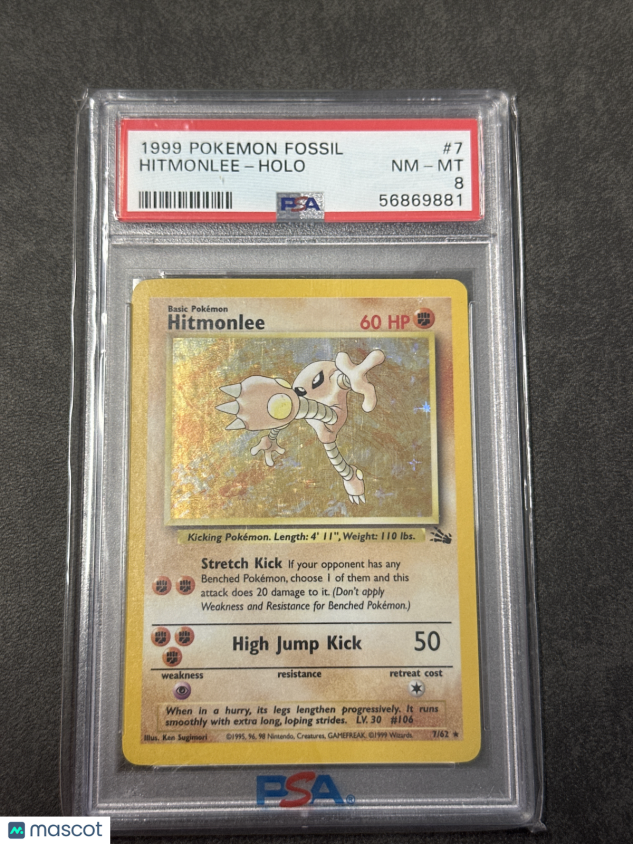 1999 POKEMON FOSSIL #7
HITMONLEE - HOLO NM - MT
8
PSA 56869881
Basic Pokémon
Hitmonlee 60 HP
Kicking Pokémon. Length: 4' 11", Weight: 110 lbs.
Stretch Kick If your opponent has any
Benched Pokémon, choose 1 of them and this
attack does 20 damage to it. (Don't apply
Weakness and Resistance for Benched Pokémon.)
High Jump Kick 50
weakness resistance retreat cost
When in a hurry, its legs lengthen progressively. It runs
smoothly with extra long, loping strides. LV. 30 #106
Illus. Ken Sugimori ©1995, 96, 98 Nintendo, Creatures, GAMEFREAK. ©1999 Wizards. 7/62 ★
PSA®
mascot